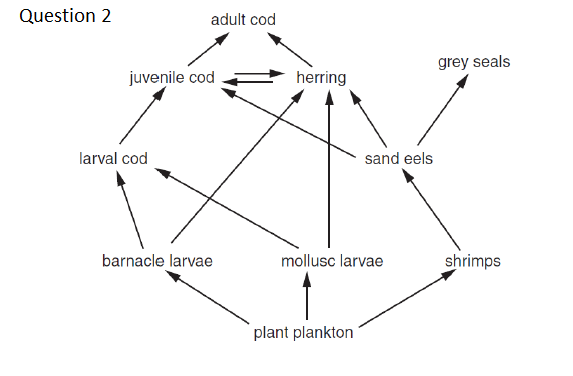 Question 2
adult cod
grey seals
juvenile cod herring
larval cod sand eels
barnacle larvae mollusc larvae shrimps
plant plankton